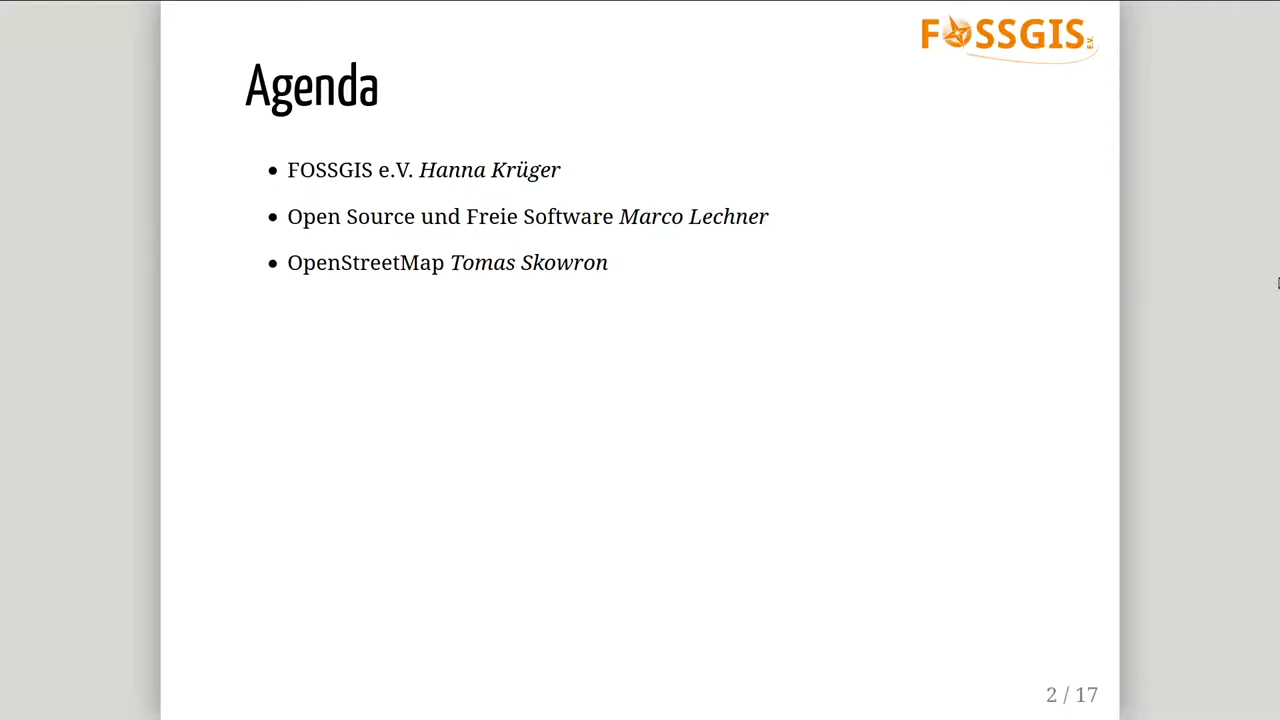 FOSSGIS e.V.
Agenda
FOSSGIS e.V. Hanna Krüger
Open Source und Freie Software Marco Lechner
OpenStreetMap Tomas Skowron
2 / 17